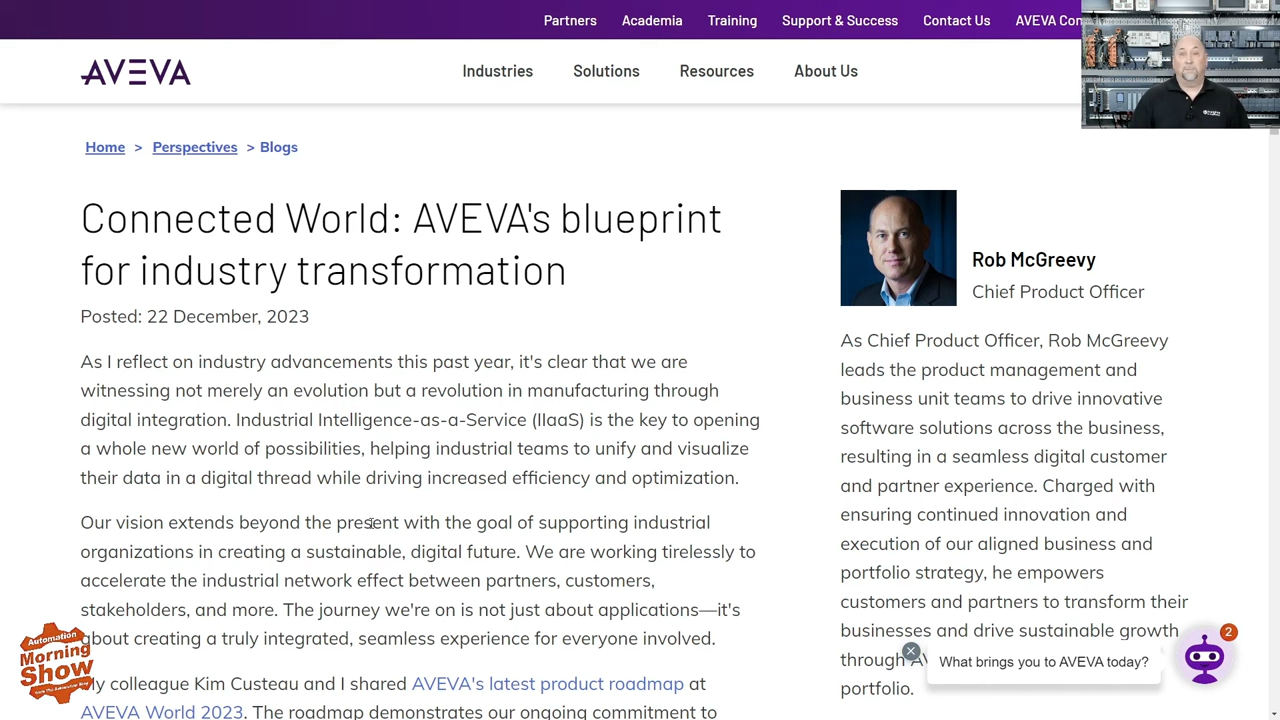 Partners Academia Training Support & Success Contact Us AVEVA Con
AVEVA
Industries Solutions Resources About Us
Home > Perspectives > Blogs
Connected World: AVEVA's blueprint
for industry transformation
Posted: 22 December, 2023
As I reflect on industry advancements this past year, it's clear that we are
witnessing not merely an evolution but a revolution in manufacturing through
digital integration. Industrial Intelligence-as-a-Service (IIaaS) is the key to opening
a whole new world of possibilities, helping industrial teams to unify and visualize
their data in a digital thread while driving increased efficiency and optimization.
Our vision extends beyond the present with the goal of supporting industrial
organizations in creating a sustainable, digital future. We are working tirelessly to
accelerate the industrial network effect between partners, customers,
stakeholders, and more. The journey we're on is not just about applications—it's
about creating a truly integrated, seamless experience for everyone involved.
My colleague Kim Custeau and I shared AVEVA's latest product roadmap at
AVEVA World 2023. The roadmap demonstrates our ongoing commitment to
Rob McGreevy
Chief Product Officer
As Chief Product Officer, Rob McGreevy
leads the product management and
business unit teams to drive innovative
software solutions across the business,
resulting in a seamless digital customer
and partner experience. Charged with
ensuring continued innovation and
execution of our aligned business and
portfolio strategy, he empowers
customers and partners to transform their
businesses and drive sustainable growth
through AV
portfolio.
What brings you to AVEVA today?
2
Automation
Morning
Show